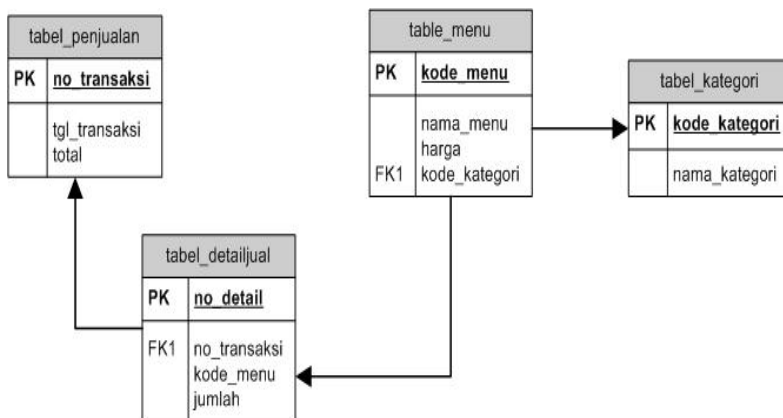 tabel_penjualan
PK no_transaksi
tgl_transaksi
total
table_menu
PK kode_menu
nama_menu
harga
FK1 kode_kategori
tabel_kategori
PK kode_kategori
nama_kategori
tabel_detailjual
PK no_detail
FK1 no_transaksi
kode_menu
jumlah